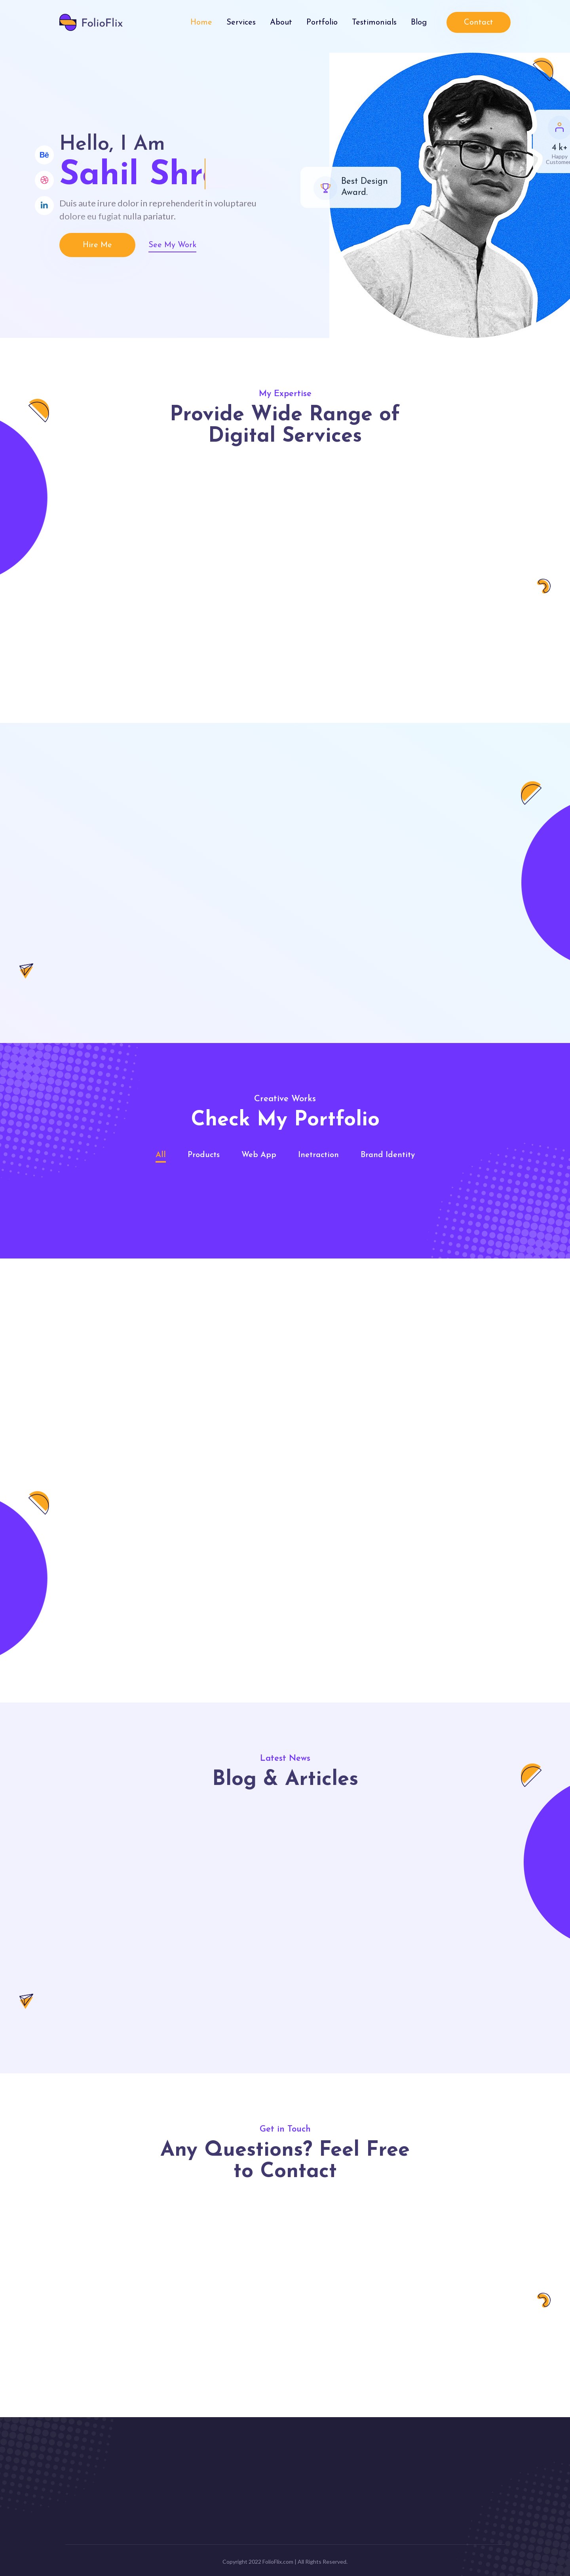 FolioFlix
Home Services About Portfolio Testimonials Blog Contact
Hello, I Am
Sahil
Bē
in
Duis aute irure dolor in reprehenderit in voluptareu
dolore eu fugiat nulla pariatur.
Hire Me
See My Work
Best Design
Award.
4 k+
Happy
My Expertise
Provide Wide Range of
Digital Services
Creative Works
Check My Portfolio
All Products Web App Inetraction Brand Identity
Latest News
Blog & Articles
Get in Touch
Any Questions? Feel Free
to Contact
Copyright 2022 FolioFlix.com | All Rights Reserved.